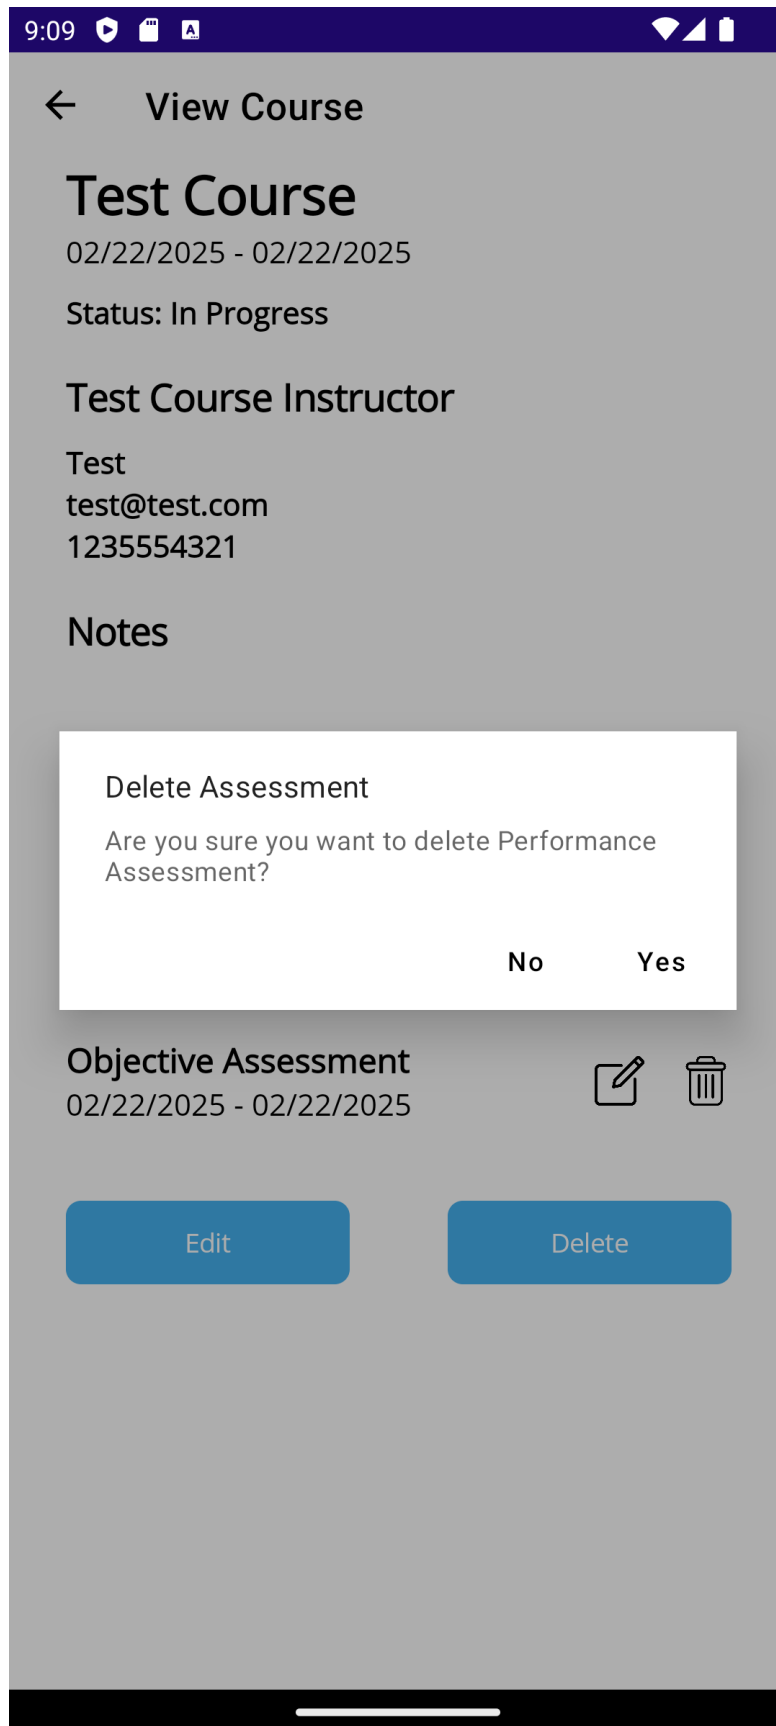 9:09
View Course
Test Course
02/22/2025 - 02/22/2025
Status: In Progress
Test Course Instructor
Test
test@test.com
1235554321
Notes
Delete Assessment
Are you sure you want to delete Performance
Assessment?
No Yes
Objective Assessment
02/22/2025 - 02/22/2025
Edit Delete